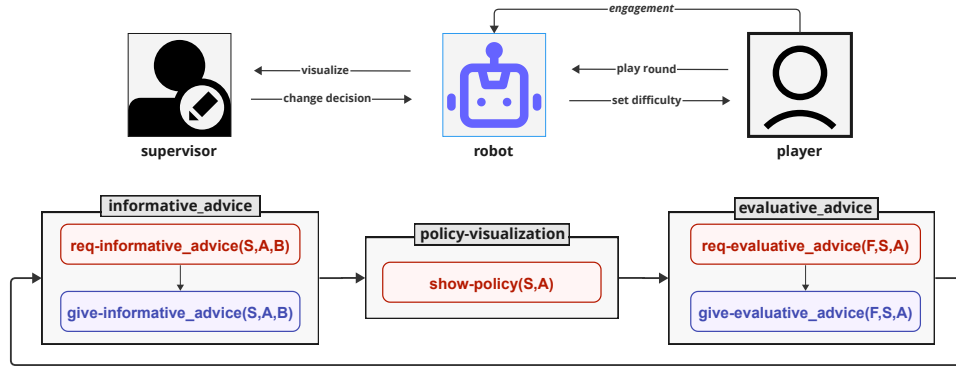 engagement
visualize
play round
change decision
set difficulty
supervisor
robot
player
informative_advice
req-informative_advice(S,A,B)
give-informative_advice(S,A,B)
policy-visualization
show-policy(S,A)
evaluative_advice
req-evaluative_advice(F,S,A)
give-evaluative_advice(F,S,A)